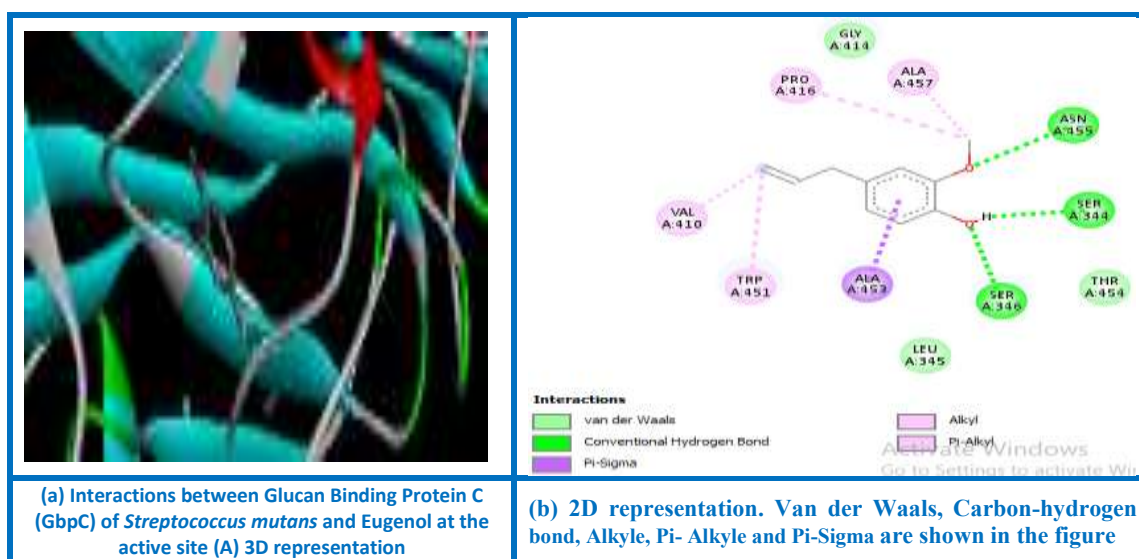 GLY
A:414
PRO
A:416
ALA
A:457
ASN
A:455
VAL
A:410
H
O
O
SER
A:344
TRP
A:451
ALA
A:453
SER
A:346
THR
A:454
LEU
A:345
Interactions
van der Waals
Conventional Hydrogen Bond
Pi-Sigma
Alkyl
Pi-Alkyl
Activate Windows
Go to Settings to activate Win
(a) Interactions between Glucan Binding Protein C
(GbpC) of Streptococcus mutans and Eugenol at the
active site (A) 3D representation
(b) 2D representation. Van der Waals, Carbon-hydrogen
bond, Alkyle, Pi- Alkyle and Pi-Sigma are shown in the figure